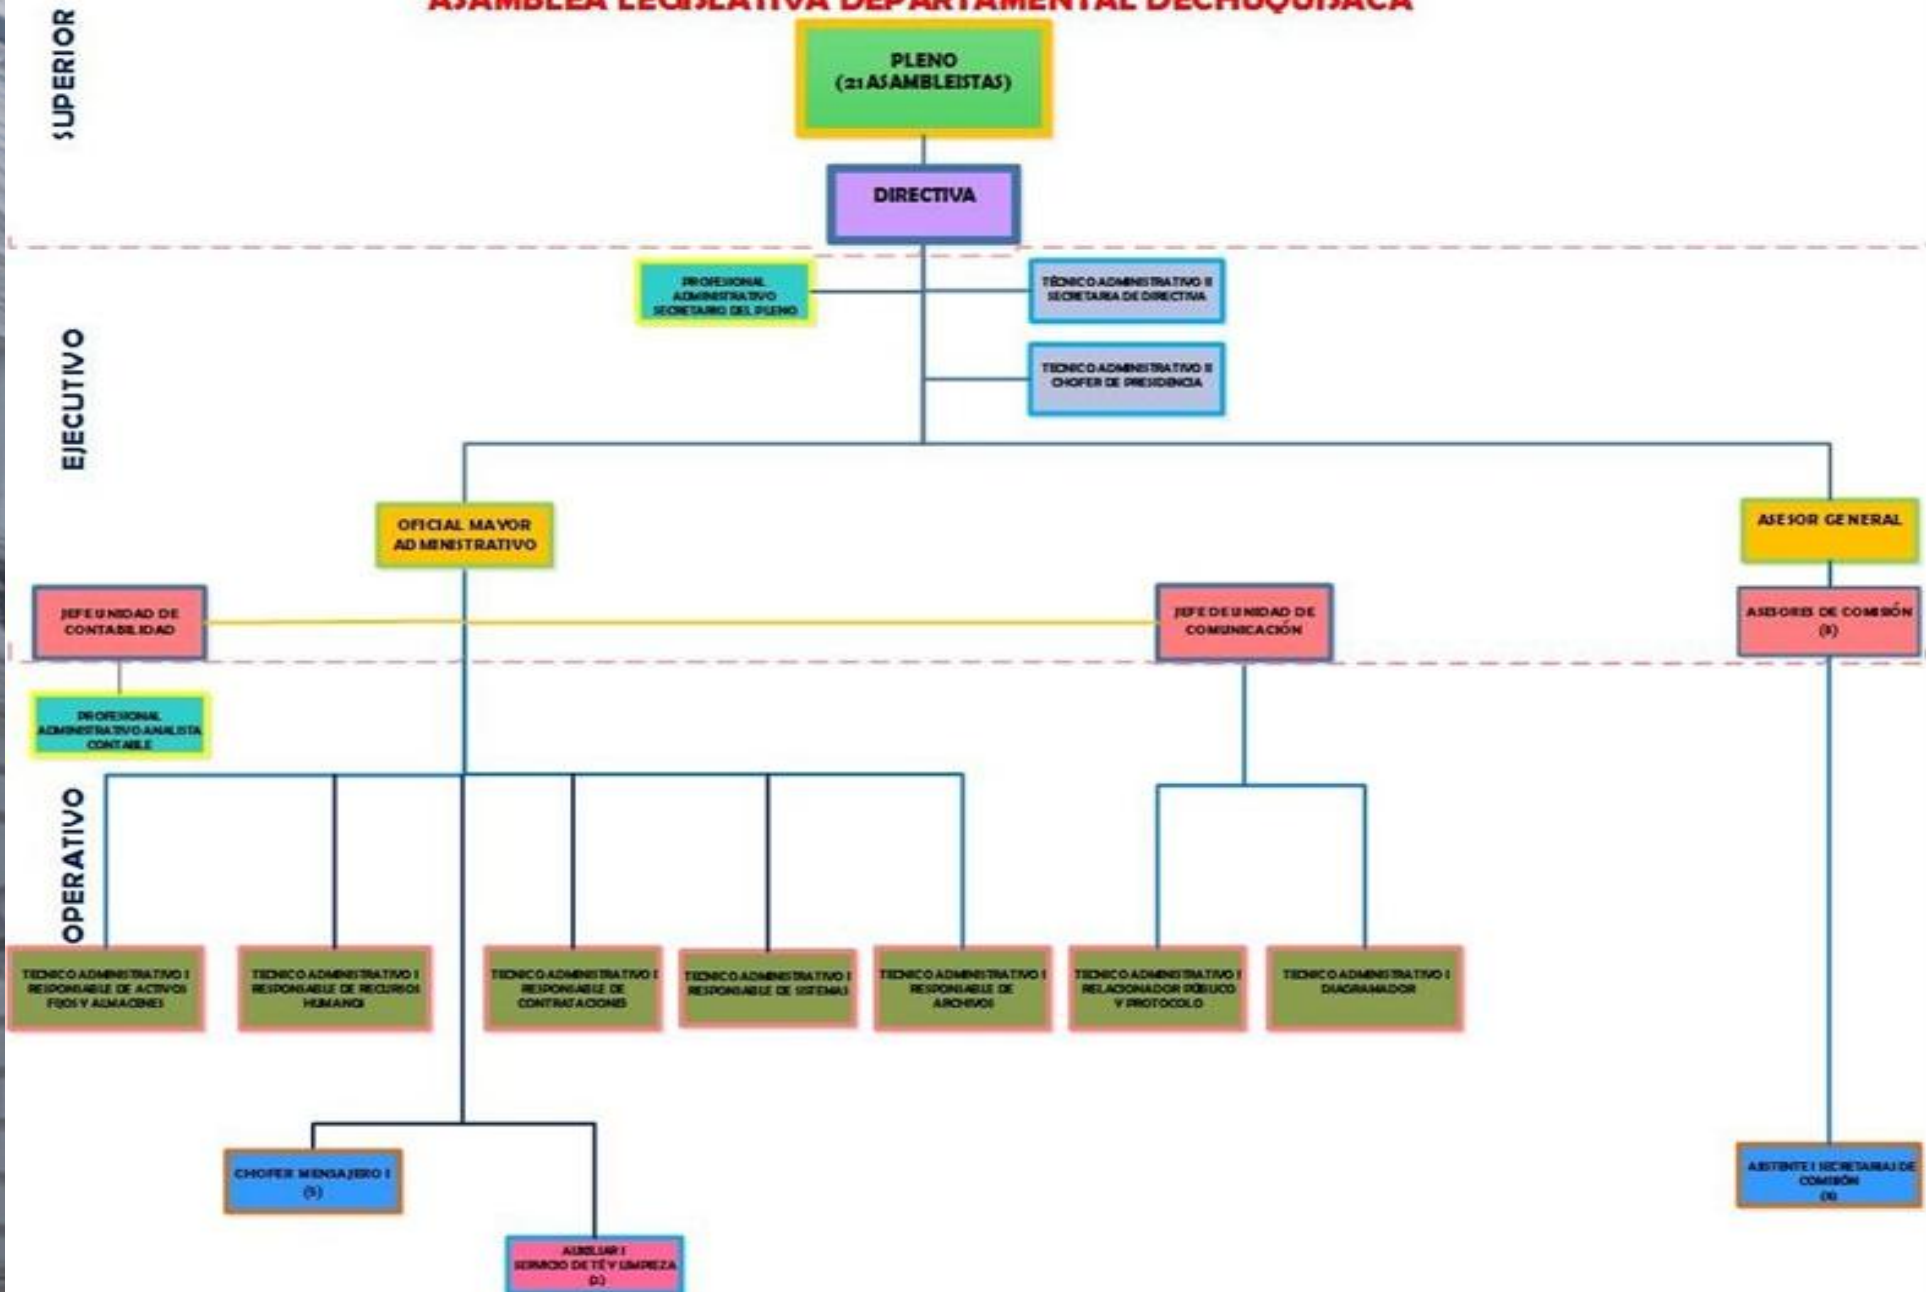 ASAMBLEA LEGISLATIVA DEPARTAMENTAL DECHUQUISACA
SUPERIOR
PLENO
(21 ASAMBLEISTAS)
DIRECTIVA
EJECUTIVO
PROFESIONAL
ADMINISTRATIVO
SECRETARIO DEL PLENO
TÉCNICO ADMINISTRATIVO II
SECRETARIA DE DIRECTIVA
TECNICO ADMINISTRATIVO II
CHOFER DE PRESIDENCIA
OFICIAL MAYOR
ADMINISTRATIVO
ASESOR GENERAL
JEFE UNIDAD DE
CONTABILIDAD
JEFE DE UNIDAD DE
COMUNICACIÓN
ASESORES DE COMISIÓN
(8)
PROFESIONAL
ADMINISTRATIVO ANALISTA
CONTABLE
OPERATIVO
TECNICO ADMINISTRATIVO I
RESPONSABLE DE ACTIVOS
FIJOS Y ALMACENES
TECNICO ADMINISTRATIVO I
RESPONSABLE DE RECURSOS
HUMANOS
TECNICO ADMINISTRATIVO I
RESPONSABLE DE
CONTRATACIONES
TECNICO ADMINISTRATIVO I
RESPONSABLE DE SISTEMAS
TECNICO ADMINISTRATIVO I
RESPONSABLE DE
ARCHIVOS
TECNICO ADMINISTRATIVO I
RELACIONADOR PÚBLICO
Y PROTOCOLO
TECNICO ADMINISTRATIVO I
DIAGRAMADOR
CHOFER MENSAJERO I
ASISTENTE I SECRETARIAS DE
COMISIÓN
AUXILIAR I
SERVICIO DE TÉ Y LIMPIEZA